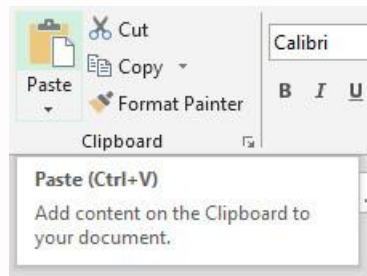 Cut
Calibri
Copy
Paste
Format Painter
B I U
Clipboard
Paste (Ctrl+V)
Add content on the Clipboard to
your document.